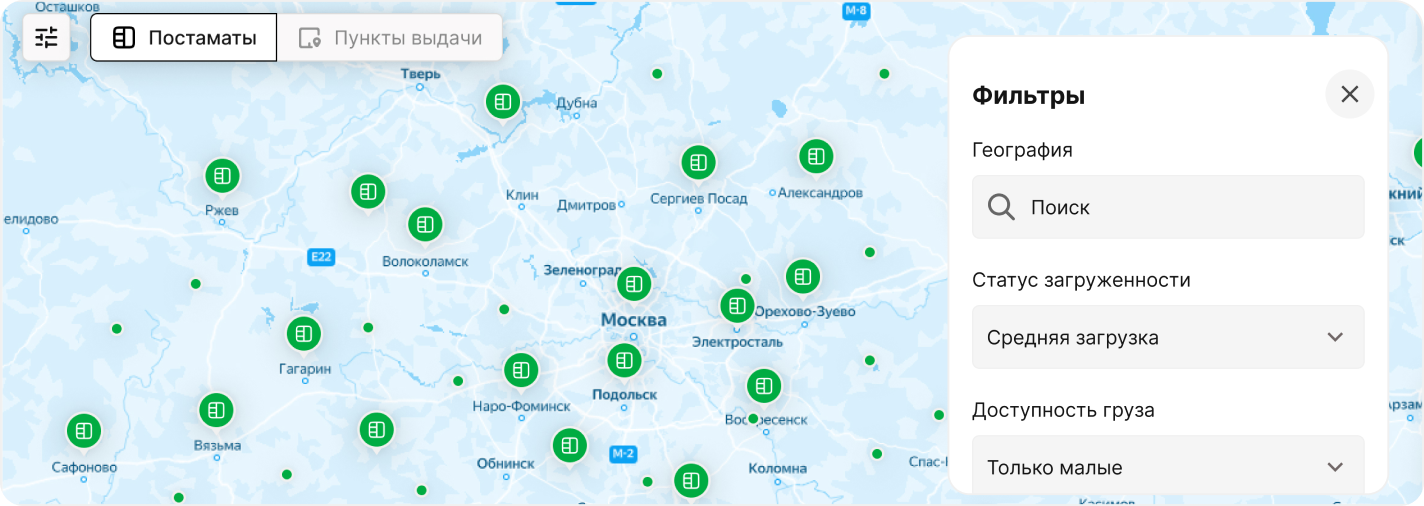 Осташков
М-8
Постаматы
Пункты выдачи
Тверь
Дубна
Фильтры
География
Поиск
Статус загруженности
Средняя загрузка
Доступность груза
Только малые
Ржев
Клин
Дмитров
Сергиев Посад
Александров
елидово
Е22
Волоколамск
Зеленоград
Москва
Орехово-Зуево
Электросталь
Гагарин
Наро-Фоминск
Подольск
Воскресенск
Вязьма
Сафоново
Обнинск
М-2
Коломна
Спас-